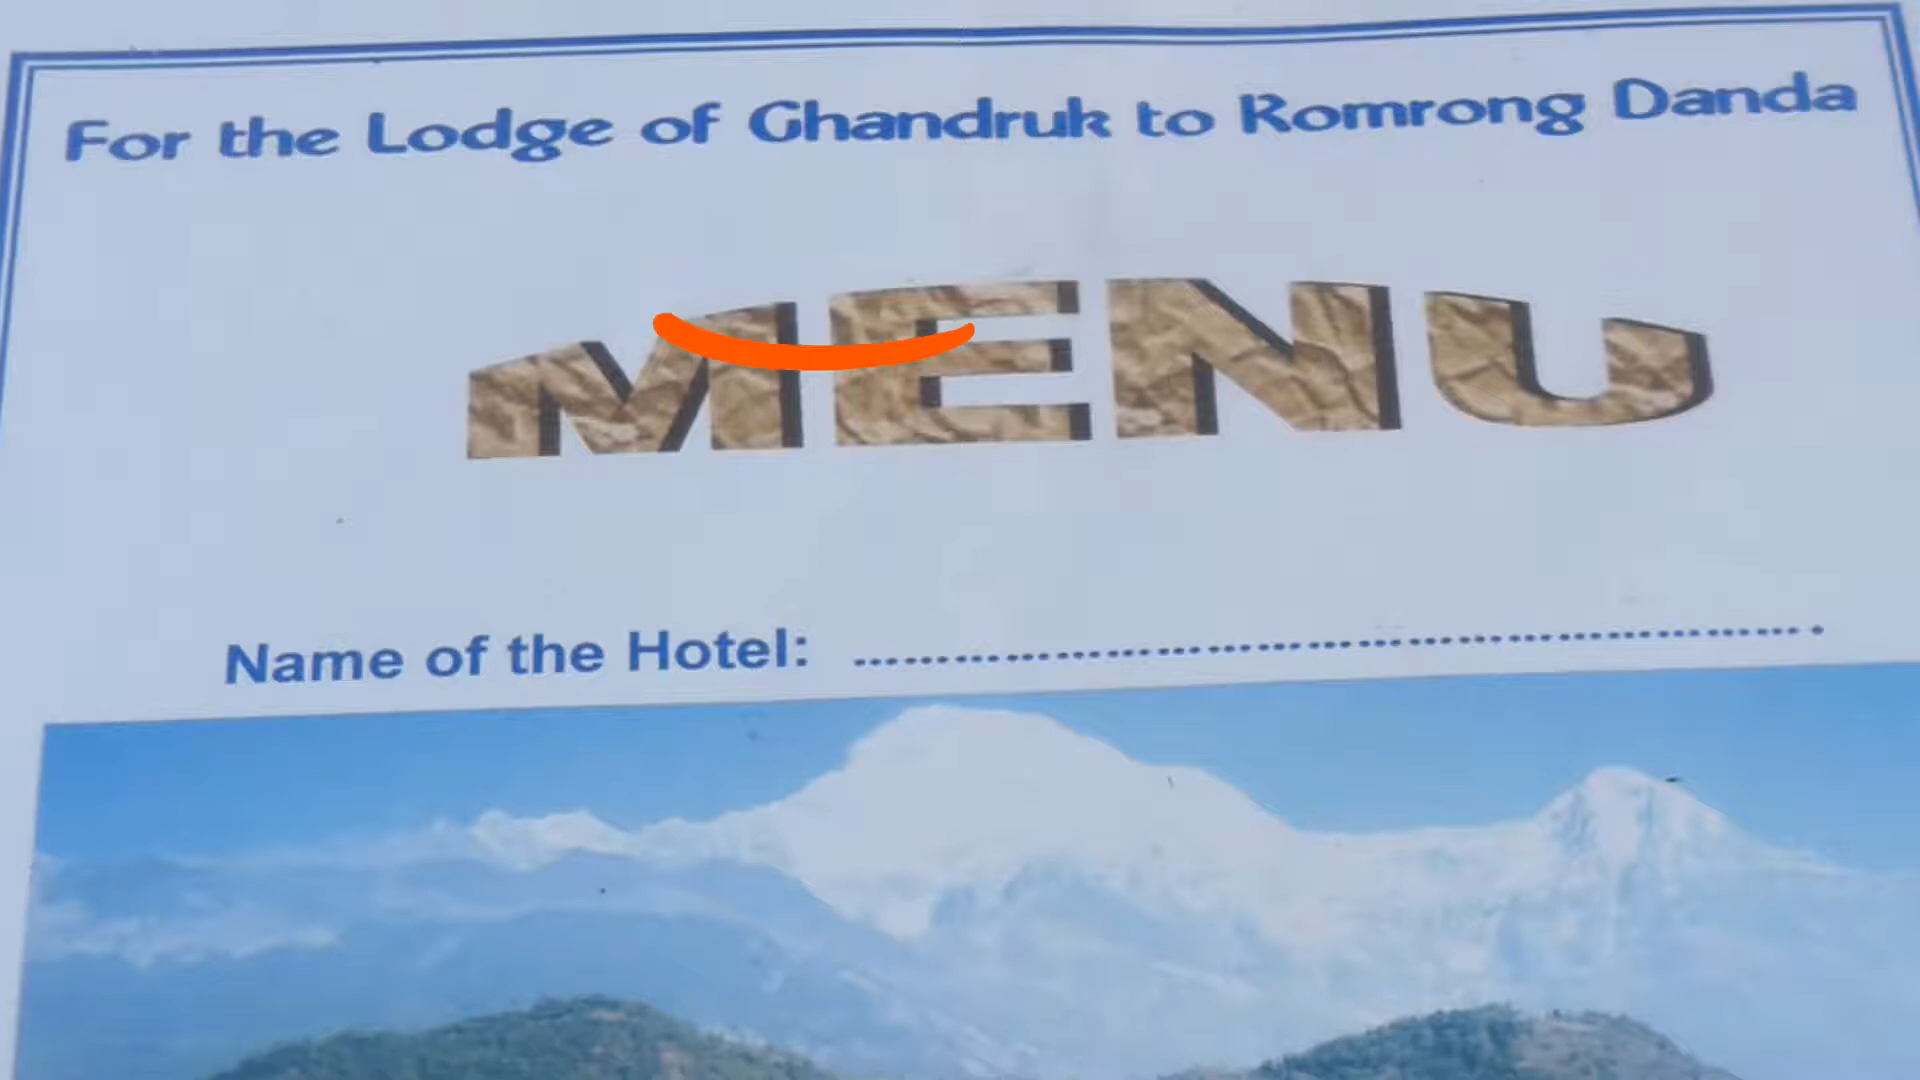 For the Lodge of Ghandruk to Romrong Danda
MENU
Name of the Hotel: ........................................................